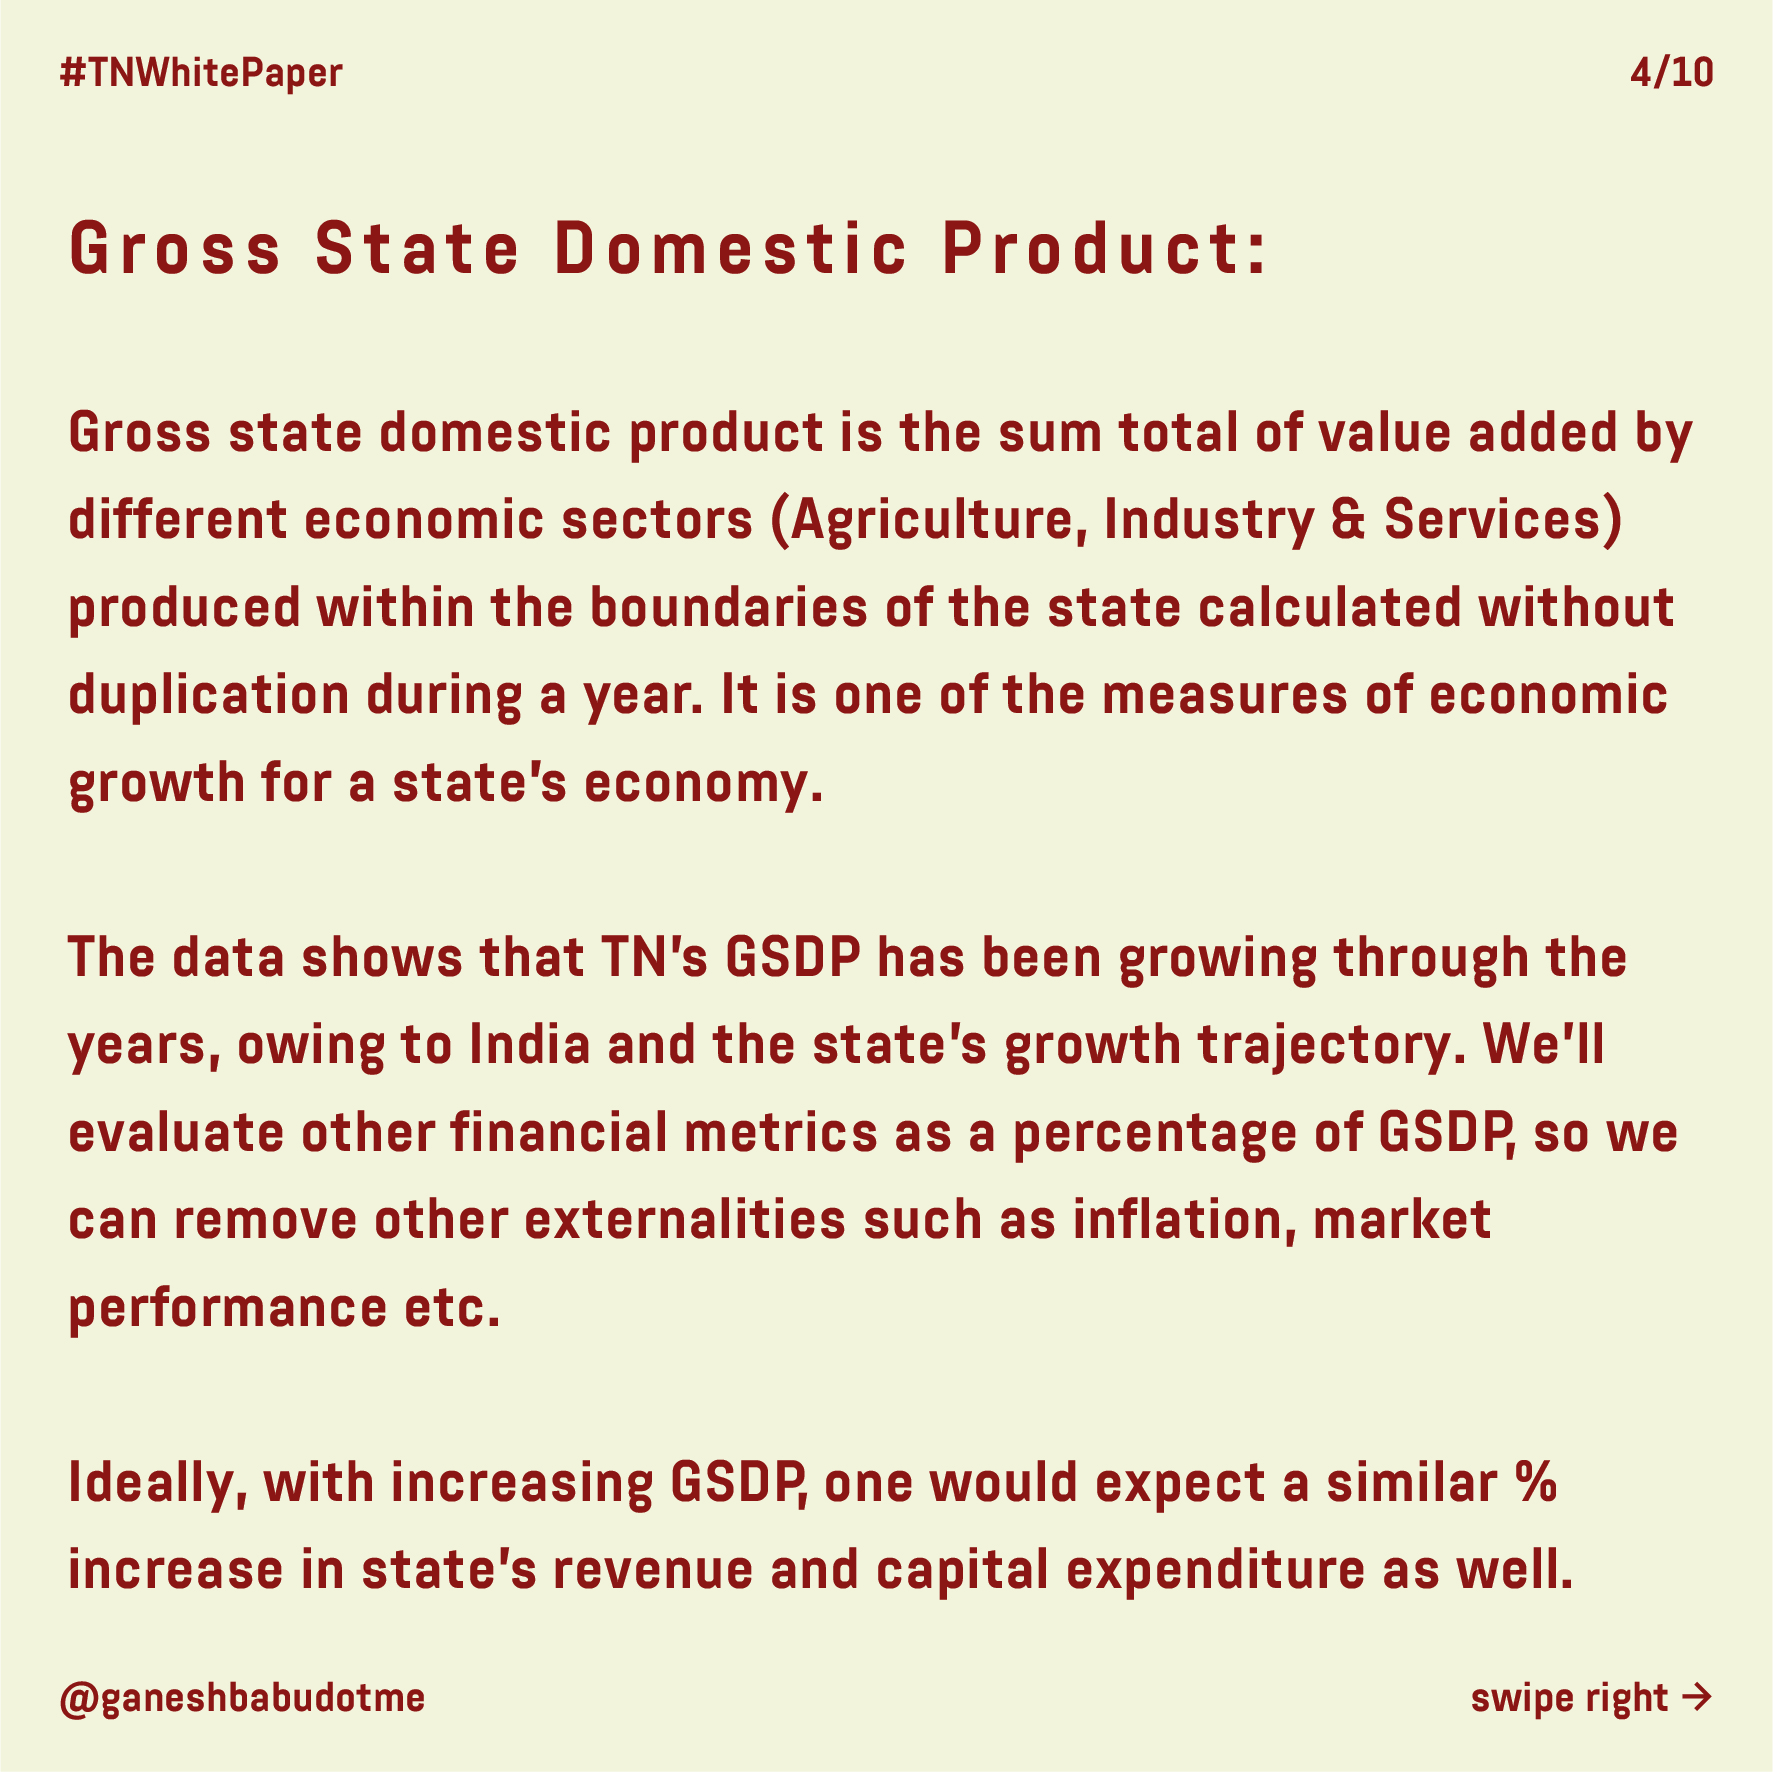 #TNWhitePaper
4/10
Gross State Domestic Product:
Gross state domestic product is the sum total of value added by
different economic sectors (Agriculture, Industry & Services)
produced within the boundaries of the state calculated without
duplication during a year. It is one of the measures of economic
growth for a state's economy.
The data shows that TN's GSDP has been growing through the
years, owing to India and the state's growth trajectory. We'll
evaluate other financial metrics as a percentage of GSDP, so we
can remove other externalities such as inflation, market
performance etc.
Ideally, with increasing GSDP, one would expect a similar %
increase in state's revenue and capital expenditure as well.
@ganeshbabudotme
swipe right →